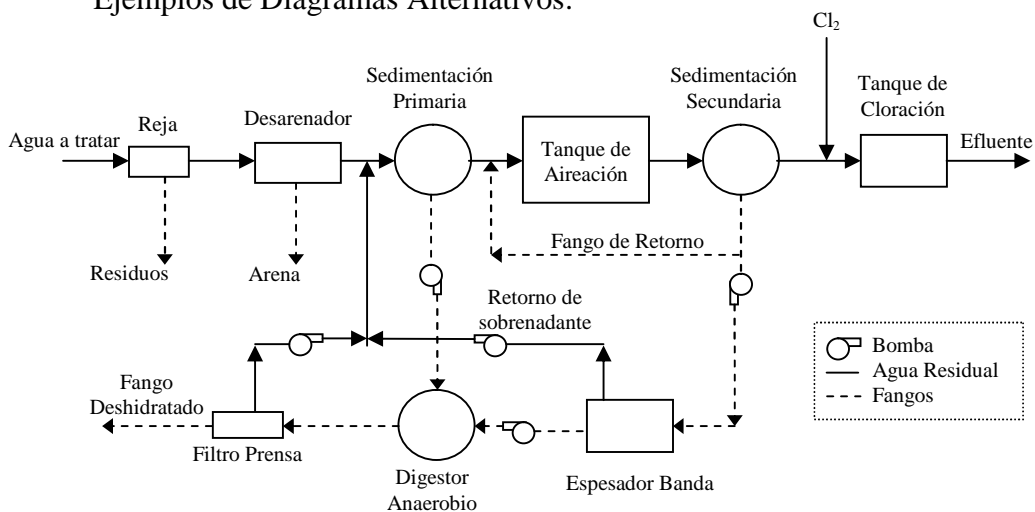 Ejemplos de Diagramas Alternativos:
Cl₂
Sedimentación
Primaria
Sedimentación
Secundaria
Tanque de
Cloración
Agua a tratar
Reja
Desarenador
Tanque de
Aireación
Efluente
Fango de Retorno
Residuos
Arena
Retorno de
sobrenadante
Bomba
Agua Residual
Fangos
Fango
Deshidratado
Filtro Prensa
Digestor
Anaerobio
Espesador Banda